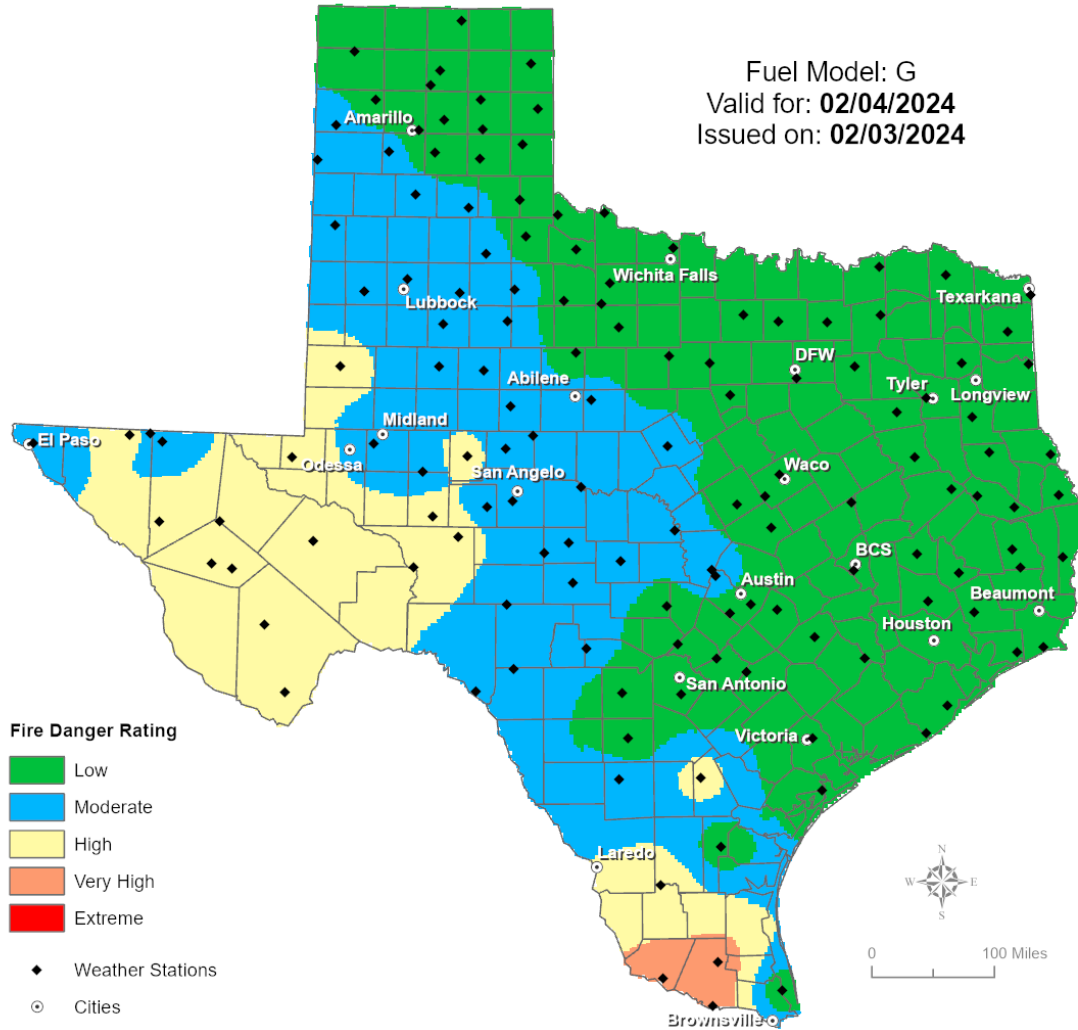 Fuel Model: G
Valid for: 02/04/2024
Issued on: 02/03/2024
Amarillo
Wichita Falls
Lubbock
Texarkana
DFW
Abilene
Tyler
Longview
Midland
El Paso
Odessa
San Angelo
Waco
BCS
Austin
Beaumont
Houston
San Antonio
Victoria
Laredo
Brownsville
Fire Danger Rating
Low
Moderate
High
Very High
Extreme
Weather Stations
Cities
N
W E
S
0 100 Miles